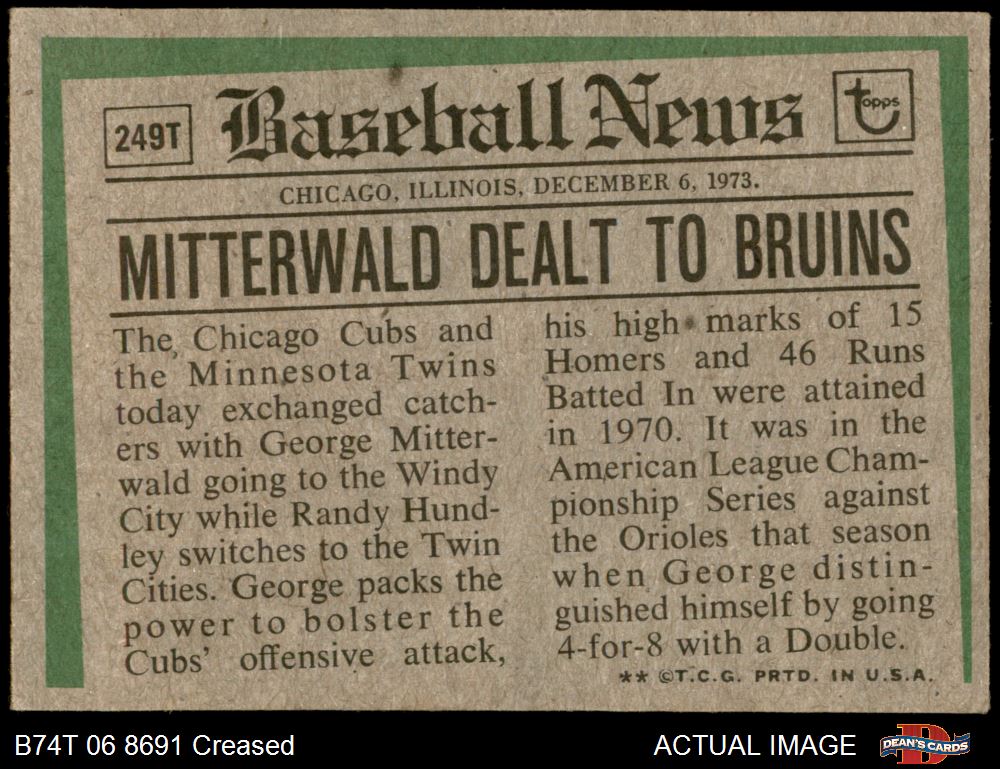 249T
Baseball News
topps
CHICAGO, ILLINOIS, DECEMBER 6, 1973.
MITTERWALD DEALT TO BRUINS
The Chicago Cubs and
the Minnesota Twins
today exchanged catch-
ers with George Mitter-
wald going to the Windy
City while Randy Hund-
ley switches to the Twin
Cities. George packs the
power to bolster the
Cubs' offensive attack,
his high marks of 15
Homers and 46 Runs
Batted In were attained
in 1970. It was in the
American League Cham-
pionship Series against
the Orioles that season
when George distin-
guished himself by going
4-for-8 with a Double.
** ©T.C.G. PRTD. IN U.S.A.
B74T 06 8691 Creased
ACTUAL IMAGE
DEAN'S CARDS